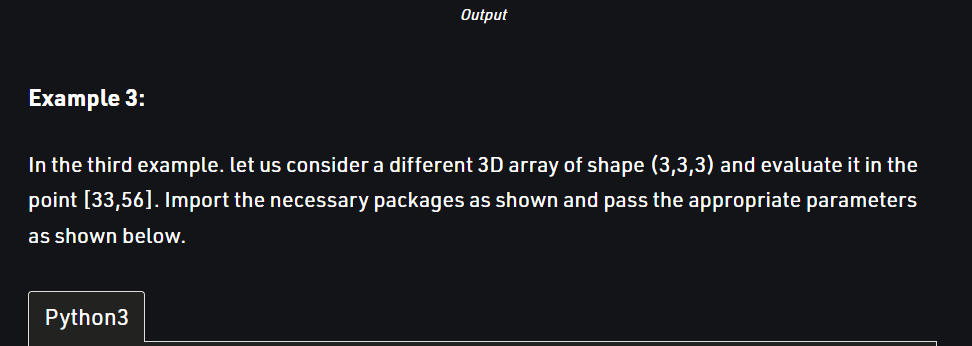 Output
Example 3:
In the third example. let us consider a different 3D array of shape (3,3,3) and evaluate it in the
point [33,56]. Import the necessary packages as shown and pass the appropriate parameters
as shown below.
Python3